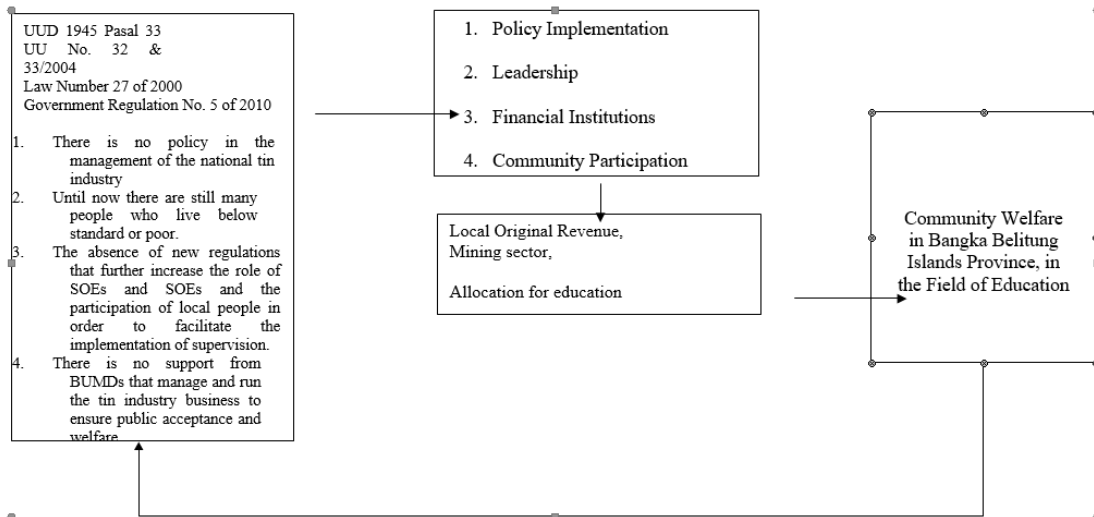 UUD 1945 Pasal 33
UU No. 32 &
33/2004
Law Number 27 of 2000
Government Regulation No. 5 of 2010
1. There is no policy in the
management of the national tin
industry
2. Until now there are still many
people who live below
standard or poor.
3. The absence of new regulations
that further increase the role of
SOEs and SOEs and the
participation of local people in
order to facilitate the
implementation of supervision.
4. There is no support from
BUMDs that manage and run
the tin industry business to
ensure public acceptance and
welfare
1. Policy Implementation
2. Leadership
3. Financial Institutions
4. Community Participation
Local Original Revenue,
Mining sector,
Allocation for education
Community Welfare
in Bangka Belitung
Islands Province, in
the Field of Education